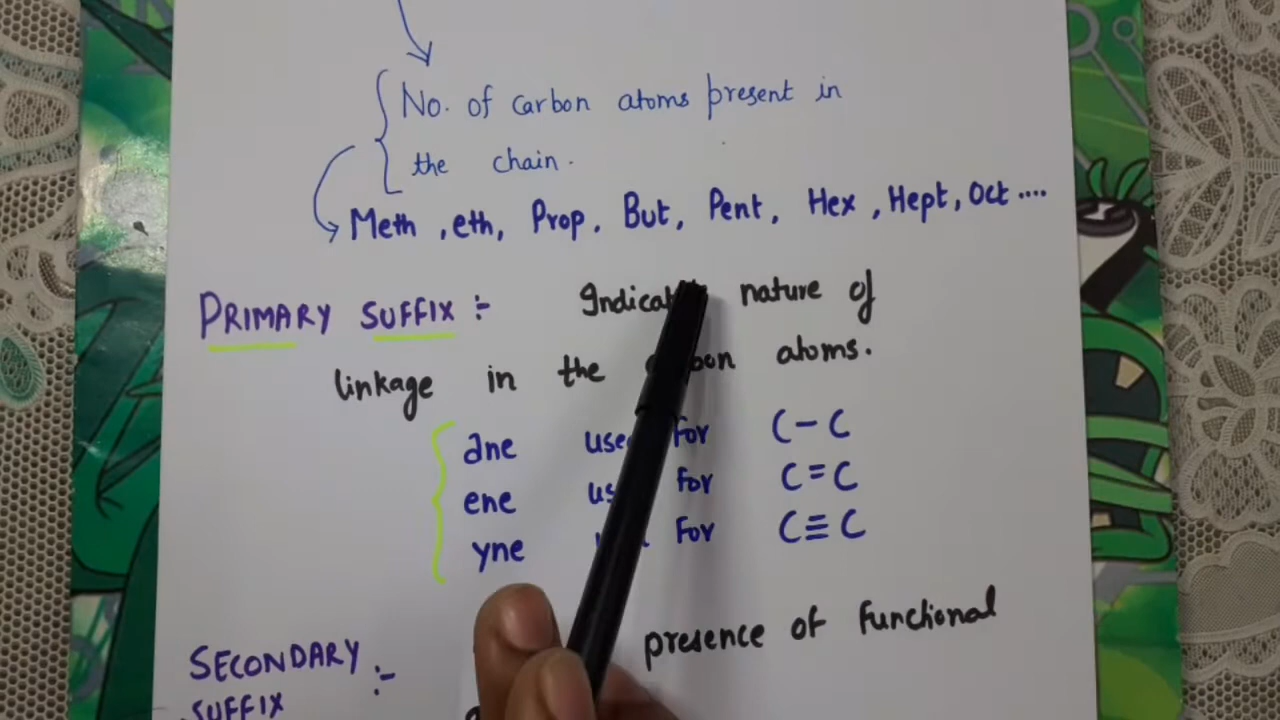 No. of carbon atoms present in
the chain.
Meth, eth, Prop, But, Pent, Hex, Hept, Oct ....
PRIMARY SUFFIX :- nature of
linkage in the atoms.
ane for C-C
ene for C=C
yne for C≡C
SECONDARY :- presence of functional
SUFFIX